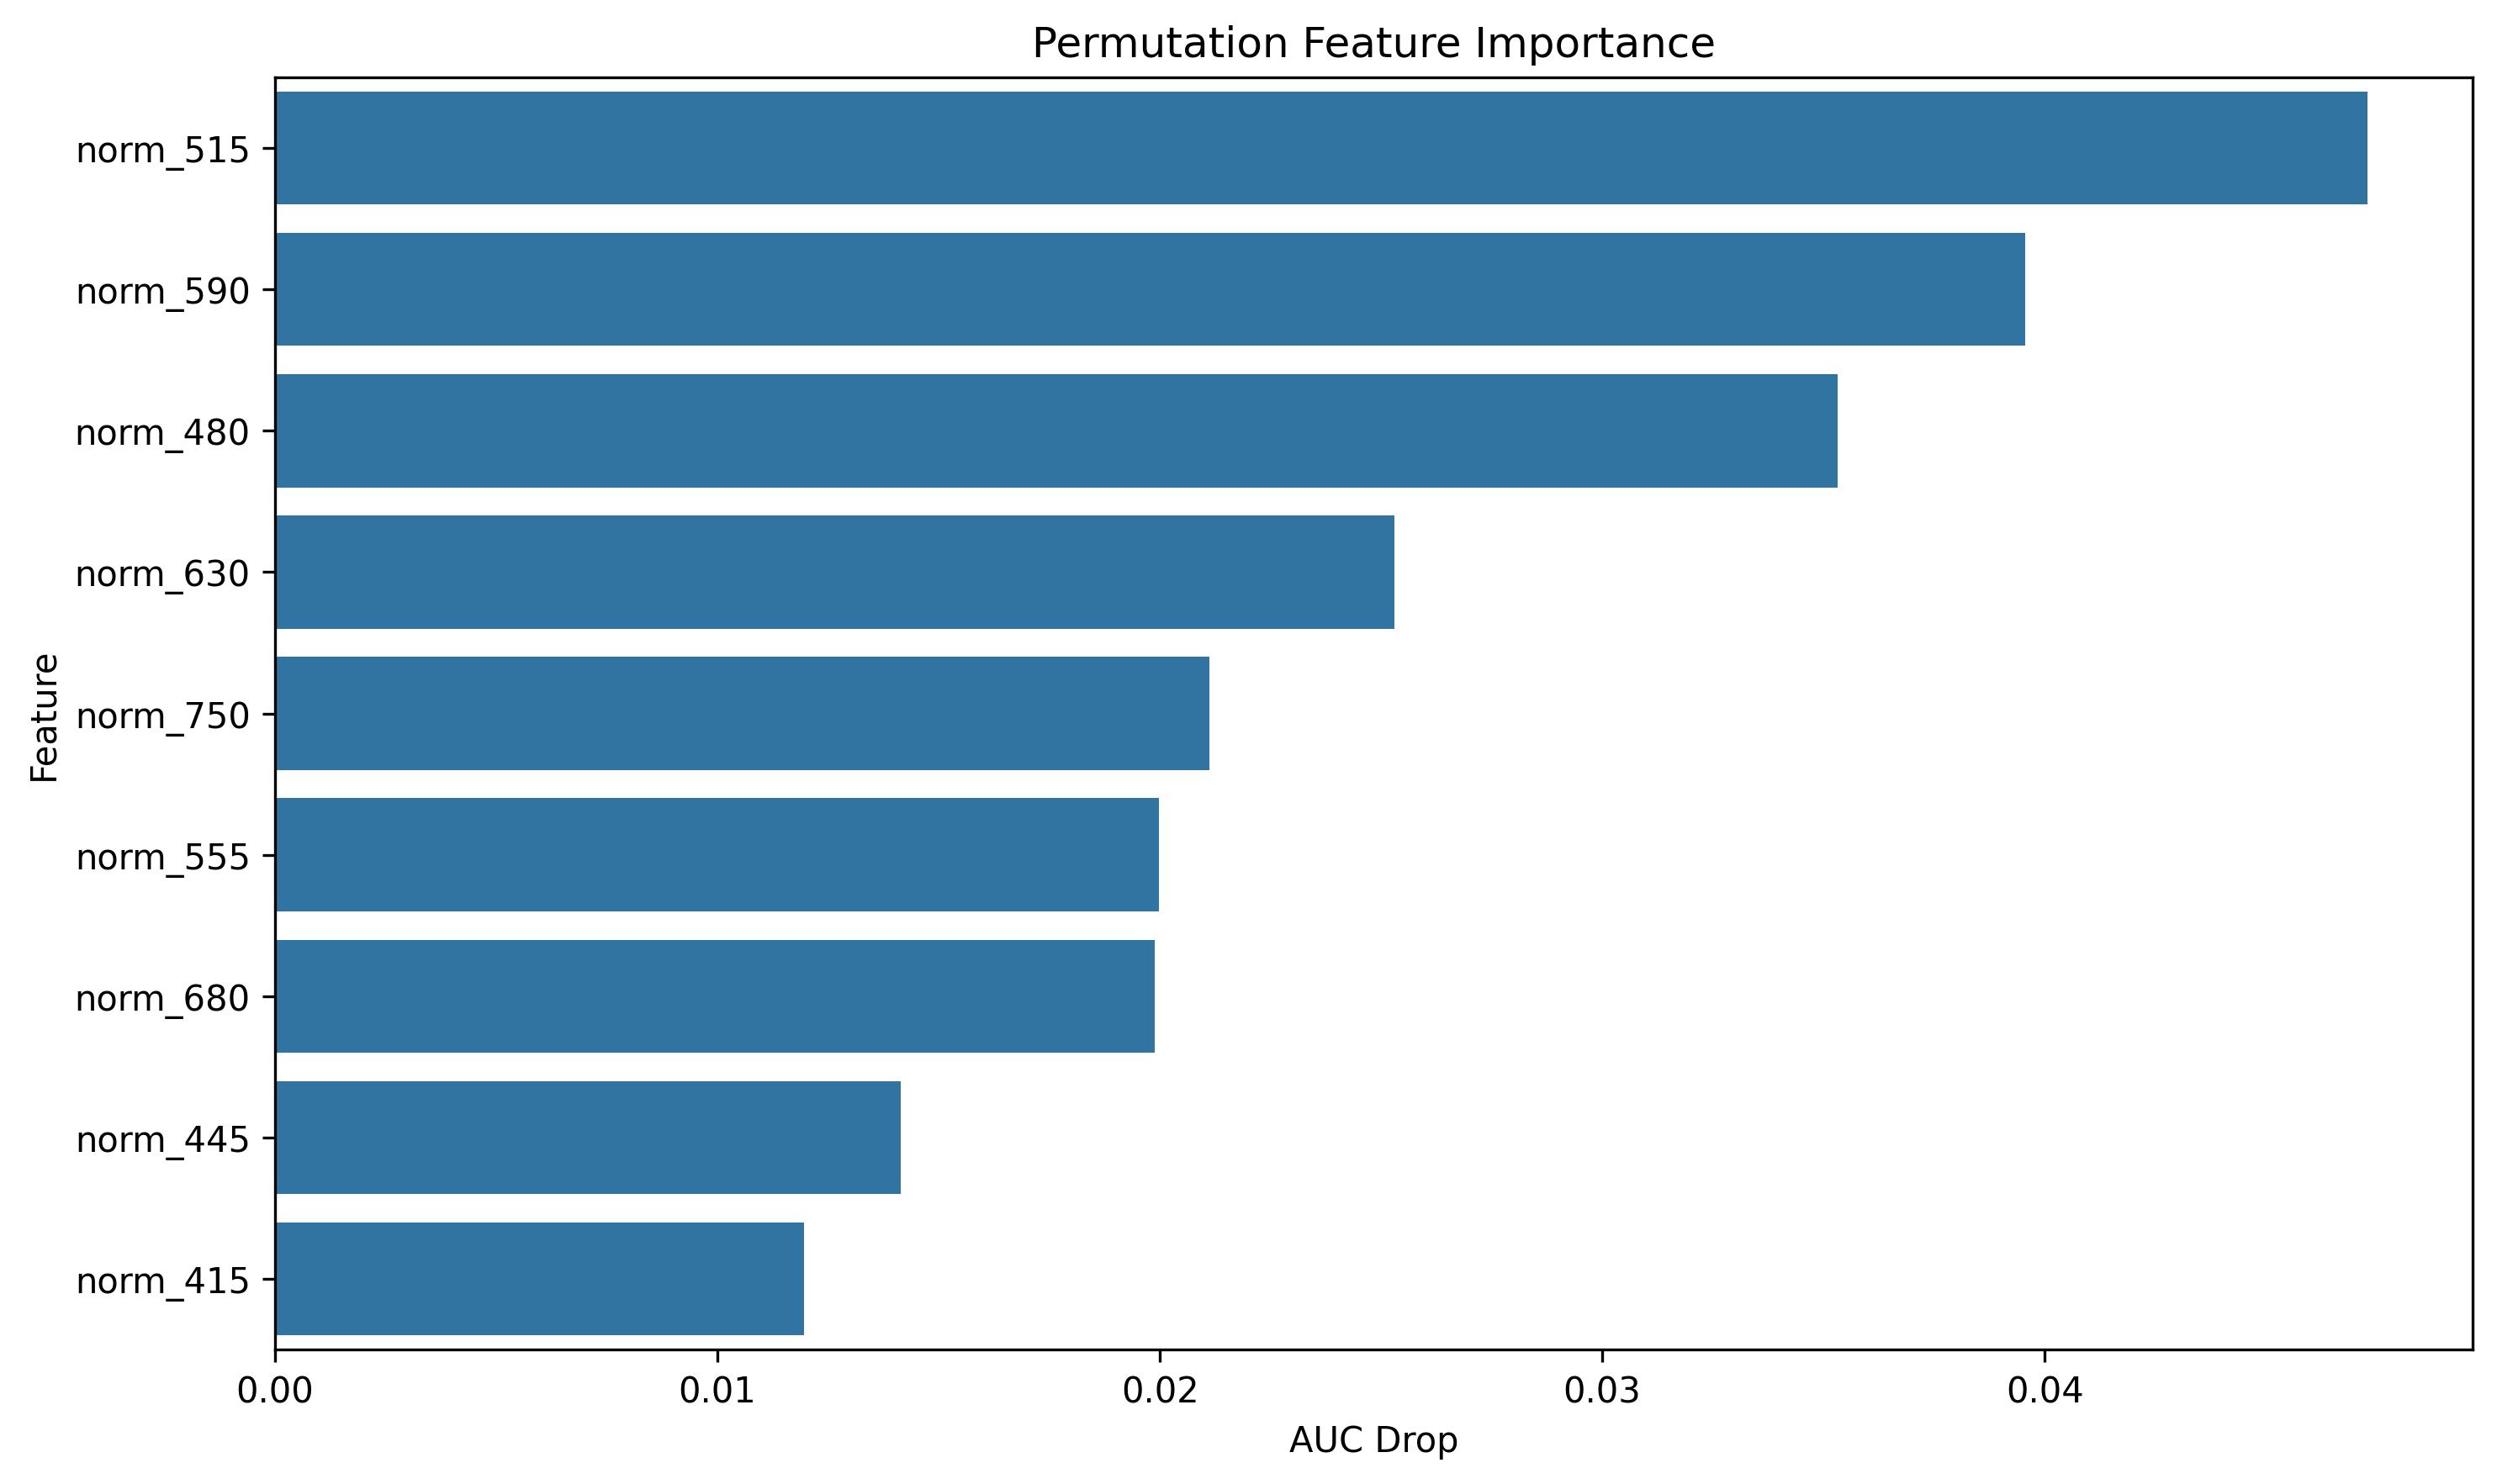 Permutation Feature Importance
norm_515
norm_590
norm_480
norm_630
norm_750
norm_555
norm_680
norm_445
norm_415
Feature
0.00 0.01 0.02 0.03 0.04
AUC Drop